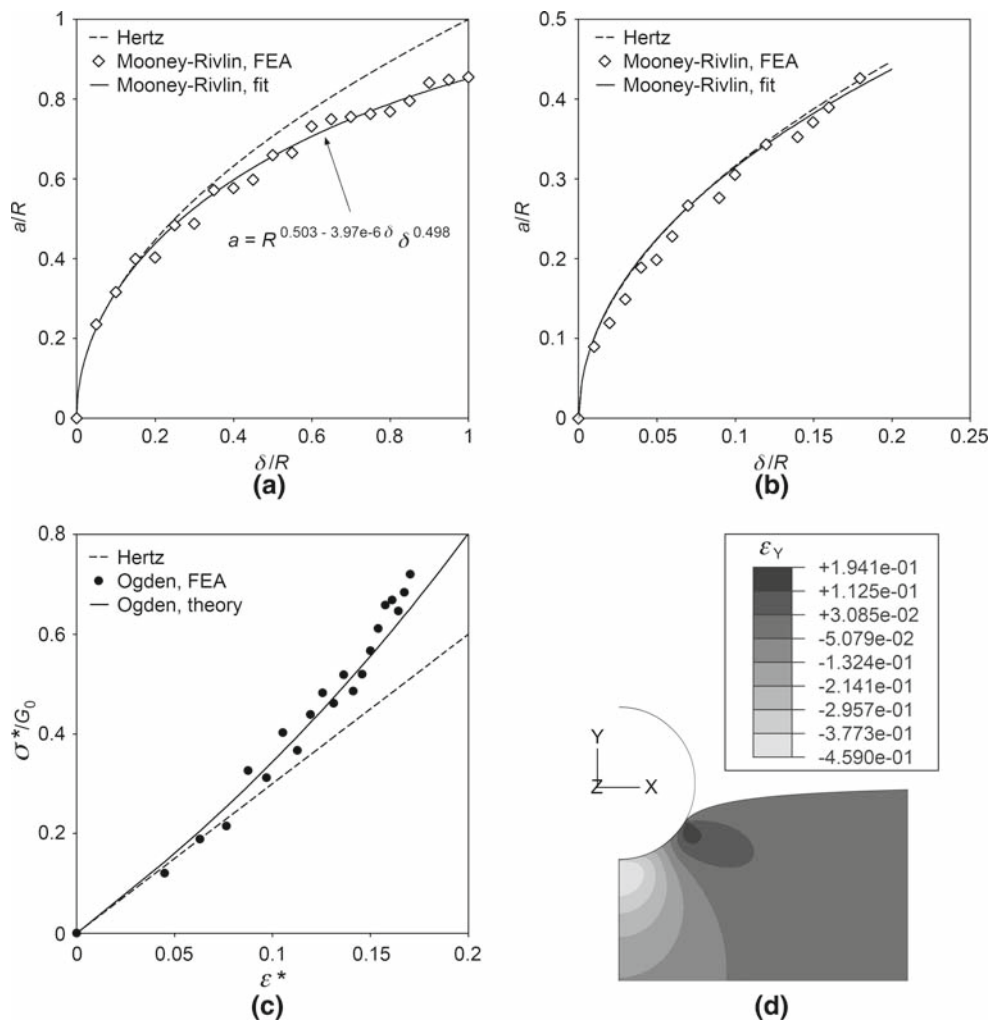 1
0.8
0.6
0.4
0.2
0
a/R
0 0.2 0.4 0.6 0.8 1
δ/R
Hertz
Mooney-Rivlin, FEA
Mooney-Rivlin, fit
a = R^{0.503 - 3.97e-6 δ} δ^{0.498}
(a)
0.5
0.4
0.3
0.2
0.1
0
a/R
0 0.05 0.1 0.15 0.2 0.25
δ/R
Hertz
Mooney-Rivlin, FEA
Mooney-Rivlin, fit
(b)
0.8
0.6
0.4
0.2
0
σ*/G₀
0 0.05 0.1 0.15 0.2
ε*
Hertz
Ogden, FEA
Ogden, theory
(c)
ε_Y
+1.941e-01
+1.125e-01
+3.085e-02
-5.079e-02
-1.324e-01
-2.141e-01
-2.957e-01
-3.773e-01
-4.590e-01
Y
Z X
(d)